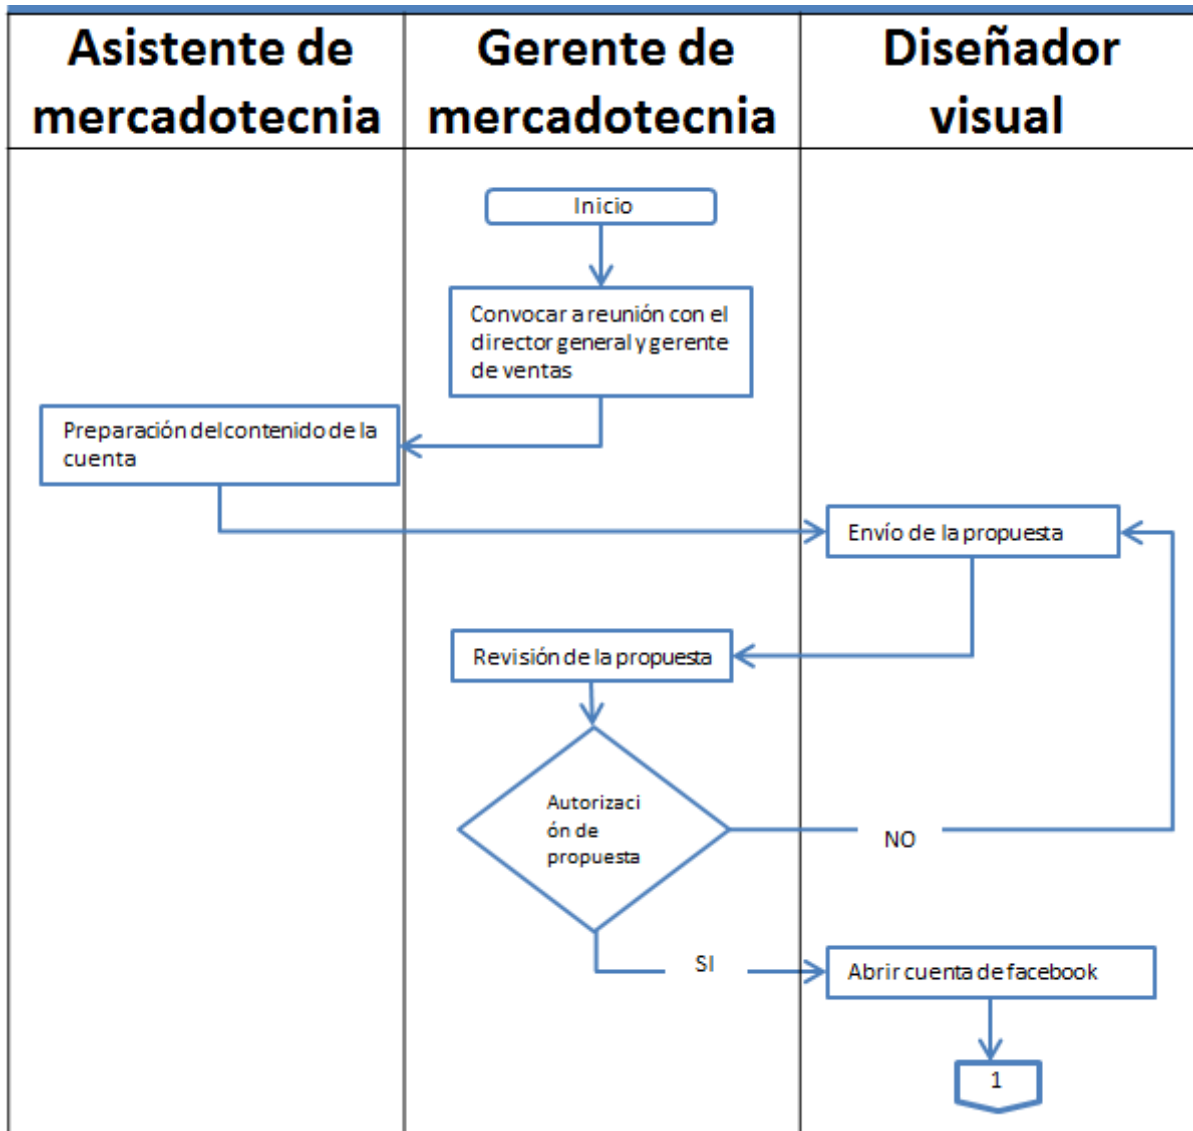 Asistente de
mercadotecnia
Gerente de
mercadotecnia
Diseñador
visual
Inicio
Convocar a reunión con el
director general y gerente
de ventas
Preparación del contenido de la
cuenta
Envío de la propuesta
Revisión de la propuesta
Autorizaci
ón de
propuesta
NO
SI
Abrir cuenta de facebook
1